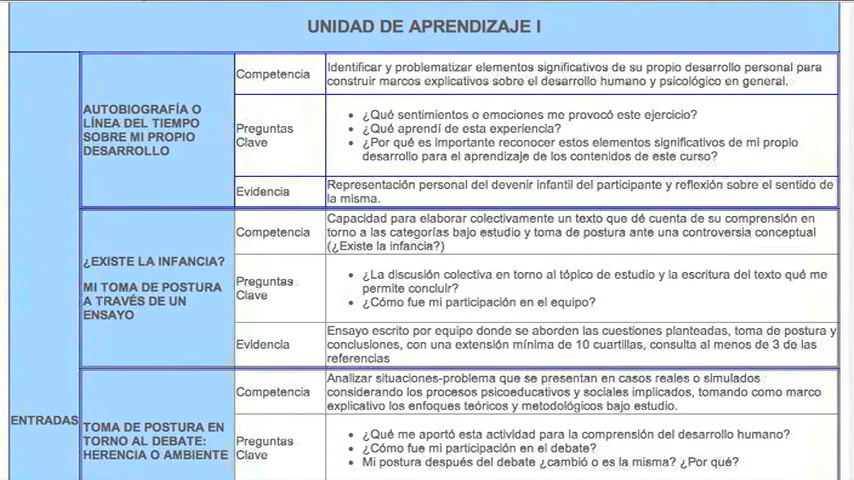 UNIDAD DE APRENDIZAJE I
ENTRADAS
AUTOBIOGRAFÍA O
LÍNEA DEL TIEMPO
SOBRE MI PROPIO
DESARROLLO
Competencia
Identificar y problematizar elementos significativos de su propio desarrollo personal para
construir marcos explicativos sobre el desarrollo humano y psicológico en general.
Preguntas
Clave
• ¿Qué sentimientos o emociones me provocó este ejercicio?
• ¿Qué aprendí de esta experiencia?
• ¿Por qué es importante reconocer estos elementos significativos de mi propio
desarrollo para el aprendizaje de los contenidos de este curso?
Evidencia
Representación personal del devenir infantil del participante y reflexión sobre el sentido de
la misma.
¿EXISTE LA INFANCIA?
MI TOMA DE POSTURA
A TRAVÉS DE UN
ENSAYO
Competencia
Capacidad para elaborar colectivamente un texto que dé cuenta de su comprensión en
torno a las categorías bajo estudio y toma de postura ante una controversia conceptual
(¿Existe la infancia?)
Preguntas
Clave
• ¿La discusión colectiva en torno al tópico de estudio y la escritura del texto qué me
permite concluir?
• ¿Cómo fue mi participación en el equipo?
Evidencia
Ensayo escrito por equipo donde se aborden las cuestiones planteadas, toma de postura y
conclusiones, con una extensión mínima de 10 cuartillas, consulta al menos de 3 de las
referencias
TOMA DE POSTURA EN
TORNO AL DEBATE:
HERENCIA O AMBIENTE
Competencia
Analizar situaciones-problema que se presentan en casos reales o simulados
considerando los procesos psicoeducativos y sociales implicados, tomando como marco
explicativo los enfoques teóricos y metodológicos bajo estudio.
Preguntas
Clave
• ¿Qué me aportó esta actividad para la comprensión del desarrollo humano?
• ¿Cómo fue mi participación en el debate?
• Mi postura después del debate ¿cambió o es la misma? ¿Por qué?